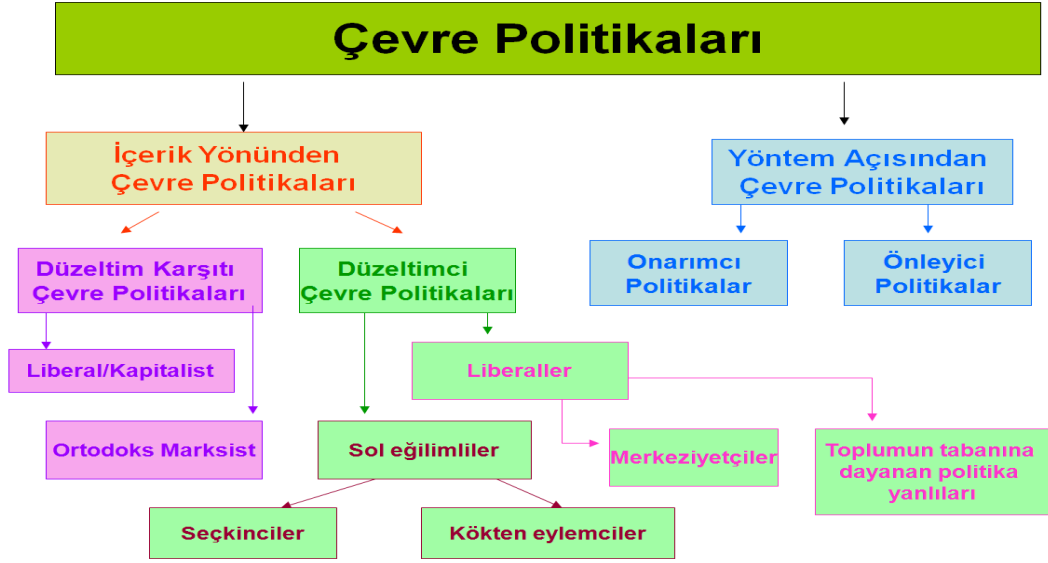 Çevre Politikaları
İçerik Yönünden
Çevre Politikaları
Yöntem Açısından
Çevre Politikaları
Düzeltim Karşıtı
Çevre Politikaları
Düzeltimci
Çevre Politikaları
Onarımcı
Politikalar
Önleyici
Politikalar
Liberal/Kapitalist
Liberaller
Ortodoks Marksist
Sol eğilimliler
Merkeziyetçiler
Toplumun tabanına
dayanan politika
yanlıları
Seçkinciler
Kökten eylemciler